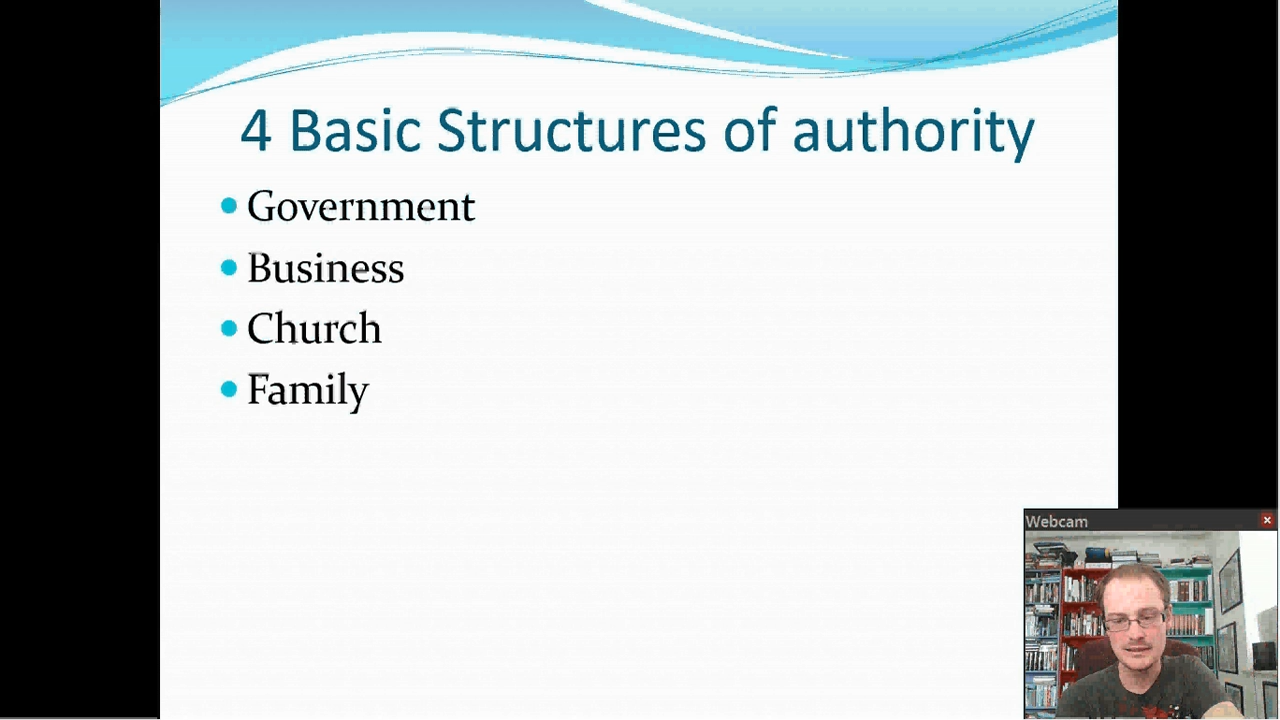 4 Basic Structures of authority
Government
Business
Church
Family
Webcam